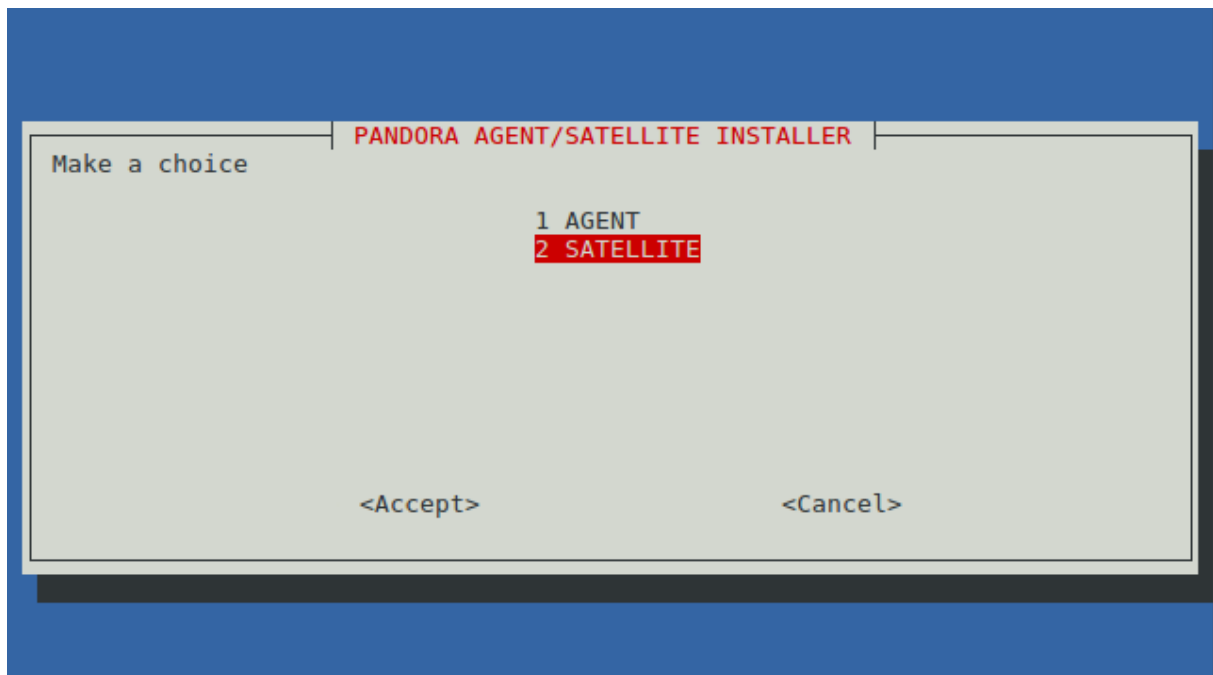 PANDORA AGENT/SATELLITE INSTALLER
Make a choice
1 AGENT
2 SATELLITE
<Accept> <Cancel>